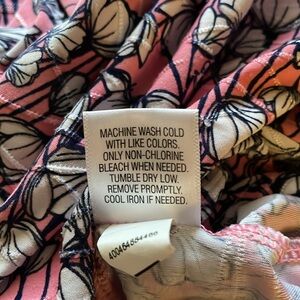 MACHINE WASH COLD
WITH LIKE COLORS.
ONLY NON-CHLORINE
BLEACH WHEN NEEDED.
TUMBLE DRY LOW.
REMOVE PROMPTLY.
COOL IRON IF NEEDED.